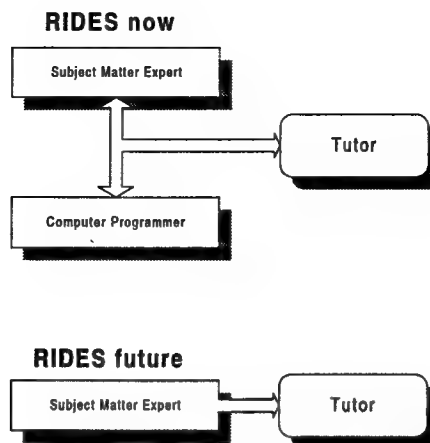 RIDES now
Subject Matter Expert
Tutor
Computer Programmer
RIDES future
Subject Matter Expert
Tutor